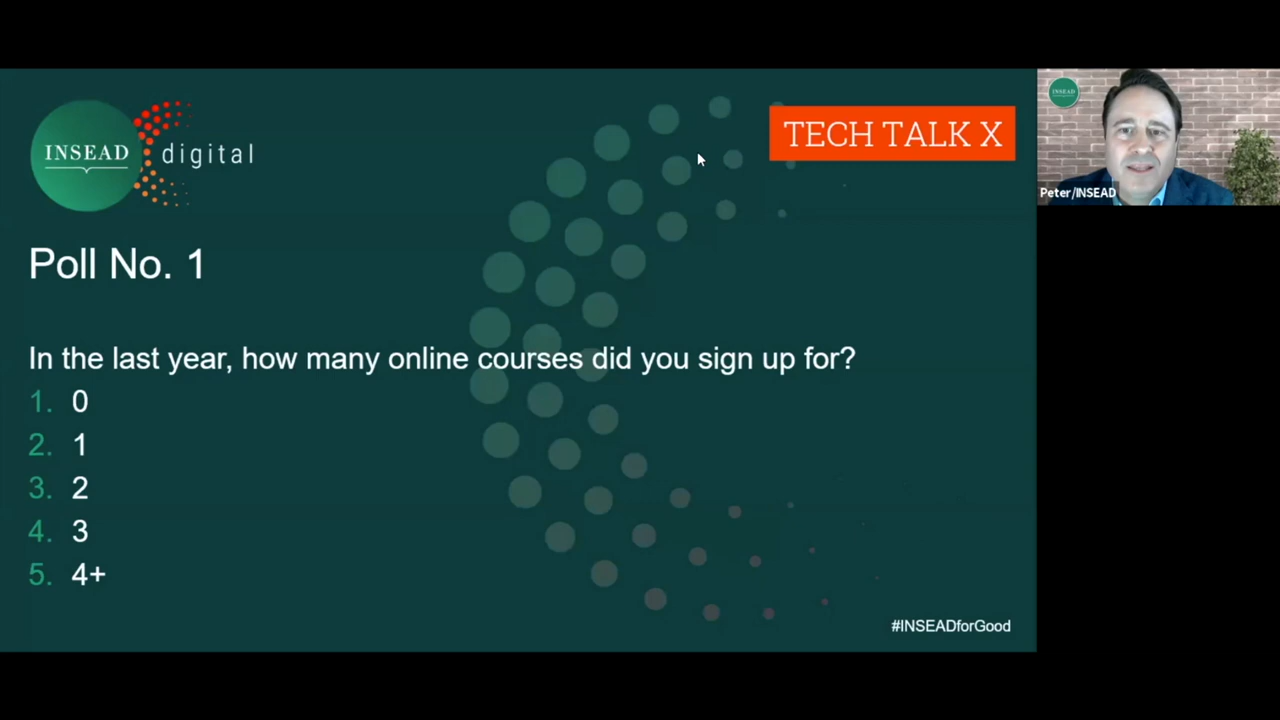 INSEAD
digital
TECH TALK X
INSEAD
Peter/INSEAD
Poll No. 1
In the last year, how many online courses did you sign up for?
1. 0
2. 1
3. 2
4. 3
5. 4+
#INSEADforGood